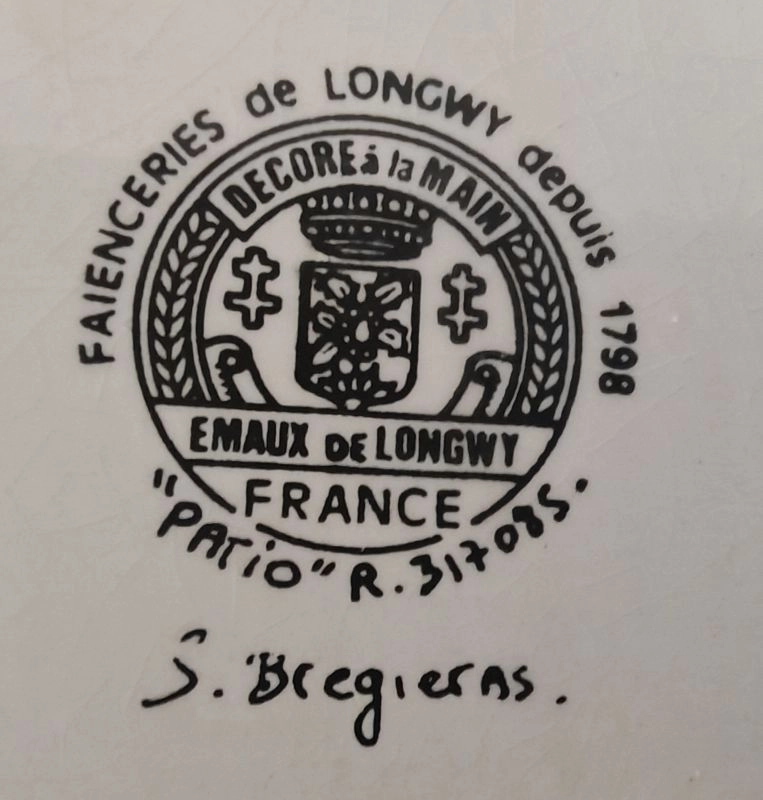 FAIENCERIES de LONGWY depuis 1798
DECORE à la MAIN
EMAUX DE LONGWY
FRANCE
"PATIO" R. 317085.
S. Bregieras.